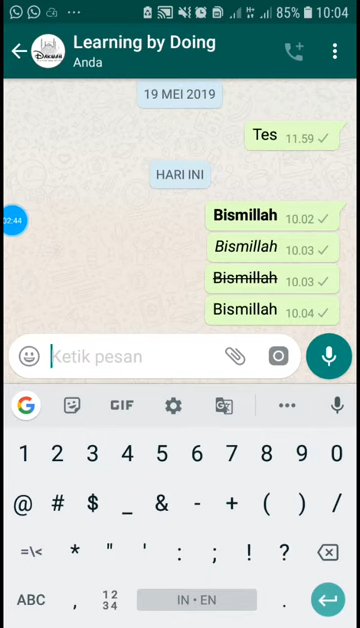 85% 10:04
Learning by Doing
Anda
19 MEI 2019
Tes 11.59
HARI INI
Bismillah 10.02
Bismillah 10.03
Bismillah 10.03
Bismillah 10.04
02:44
Ketik pesan
G GIF
1 2 3 4 5 6 7 8 9 0
@ # $ _ & - + ( ) /
=\< * " ' : ; ! ?
ABC , 12 34 IN • EN .